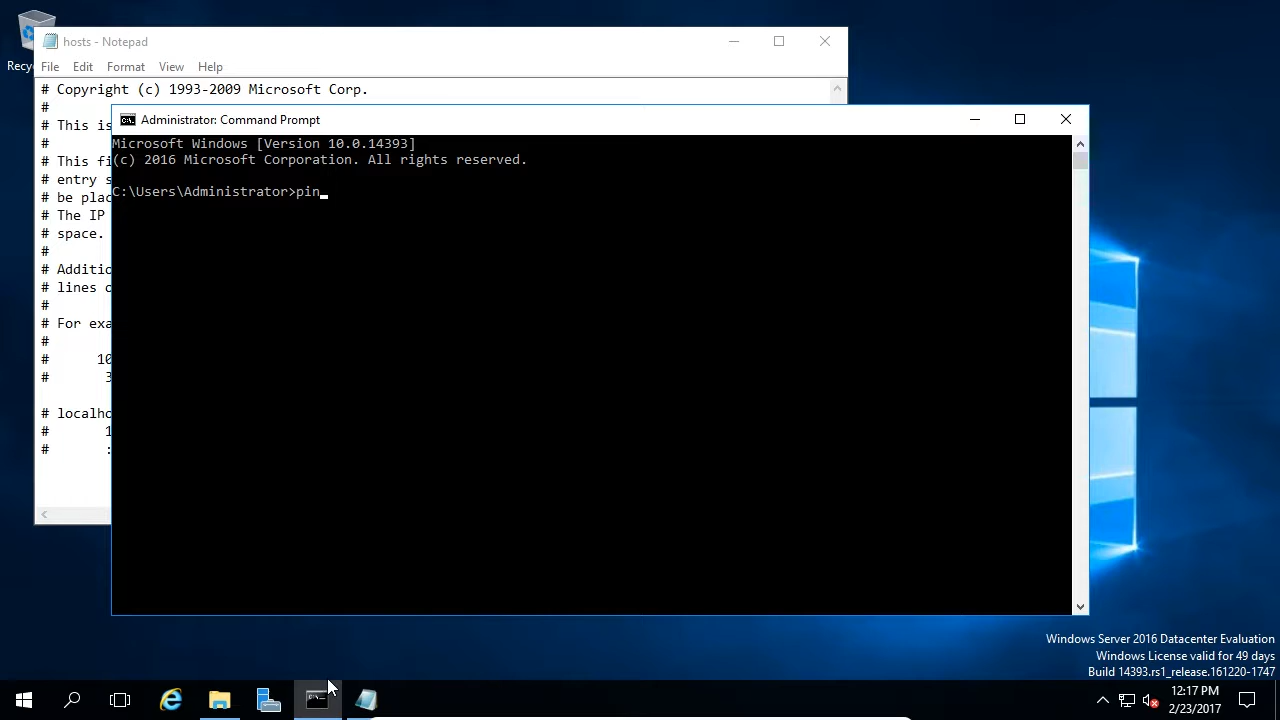 Recy
hosts - Notepad
File Edit Format View Help
# Copyright (c) 1993-2009 Microsoft Corp.
#
# This is
#
# This fi
# entry s
# be plac
# The IP
# space.
#
# Additio
# lines o
#
# For exa
#
# 10
# 3
# localho
# 1
# :
Administrator: Command Prompt
Microsoft Windows [Version 10.0.14393]
(c) 2016 Microsoft Corporation. All rights reserved.
C:\Users\Administrator>pin_
Windows Server 2016 Datacenter Evaluation
Windows License valid for 49 days
Build 14393.rs1_release.161220-1747
12:17 PM
2/23/2017